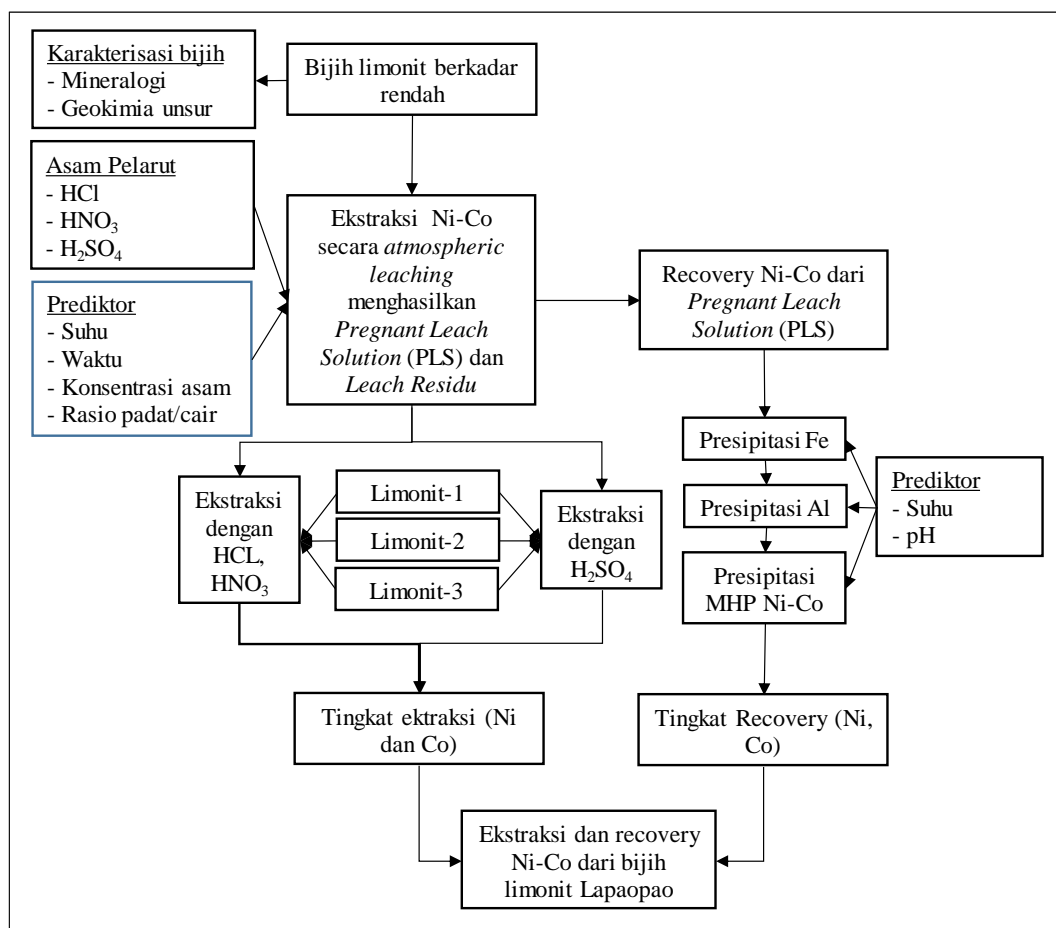 Karakterisasi bijih
- Mineralogi
- Geokimia unsur
Bijih limonit berkadar
rendah
Asam Pelarut
- HCl
- HNO₃
- H₂SO₄
Prediktor
- Suhu
- Waktu
- Konsentrasi asam
- Rasio padat/cair
Ekstraksi Ni-Co
secara atmospheric
leaching
menghasilkan
Pregnant Leach
Solution (PLS) dan
Leach Residu
Recovery Ni-Co dari
Pregnant Leach
Solution (PLS)
Presipitasi Fe
Presipitasi Al
Presipitasi
MHP Ni-Co
Prediktor
- Suhu
- pH
Ekstraksi
dengan
HCL,
HNO₃
Limonit-1
Limonit-2
Limonit-3
Ekstraksi
dengan
H₂SO₄
Tingkat ektraksi (Ni
dan Co)
Tingkat Recovery (Ni,
Co)
Ekstraksi dan recovery
Ni-Co dari bijih
limonit Lapaopao